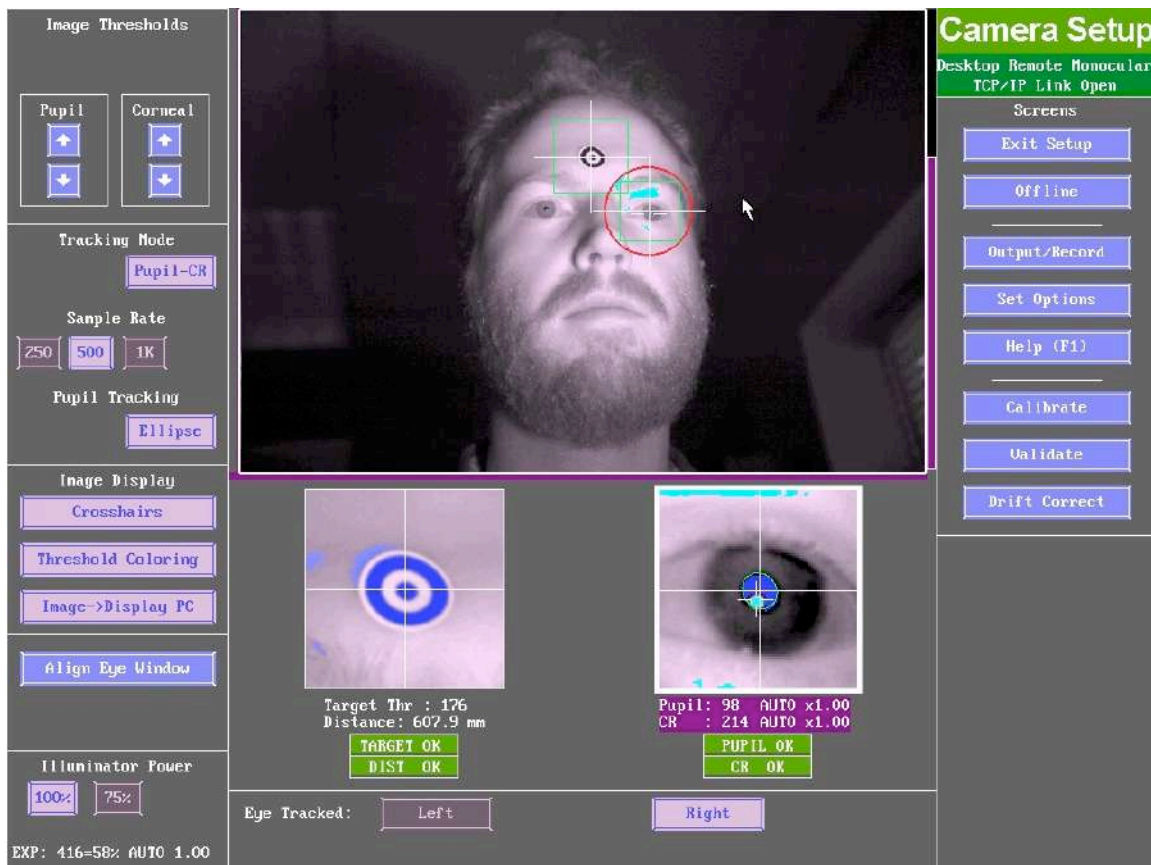 Image Thresholds
Pupil
Corneal
Tracking Mode
Pupil-CR
Sample Rate
250 500 1K
Pupil Tracking
Ellipse
Image Display
Crosshairs
Threshold Coloring
Image->Display PC
Align Eye Window
Illuminator Power
100% 75%
EXP: 416=58% AUTO 1.00
Target Thr : 176
Distance: 607.9 mm
TARGET OK
DIST OK
Pupil: 98 AUTO x1.00
CR : 214 AUTO x1.00
PUPIL OK
CR OK
Eye Tracked: Left Right
Camera Setup
Desktop Remote Monocular
TCP/IP Link Open
Screens
Exit Setup
Offline
Output/Record
Set Options
Help (F1)
Calibrate
Validate
Drift Correct